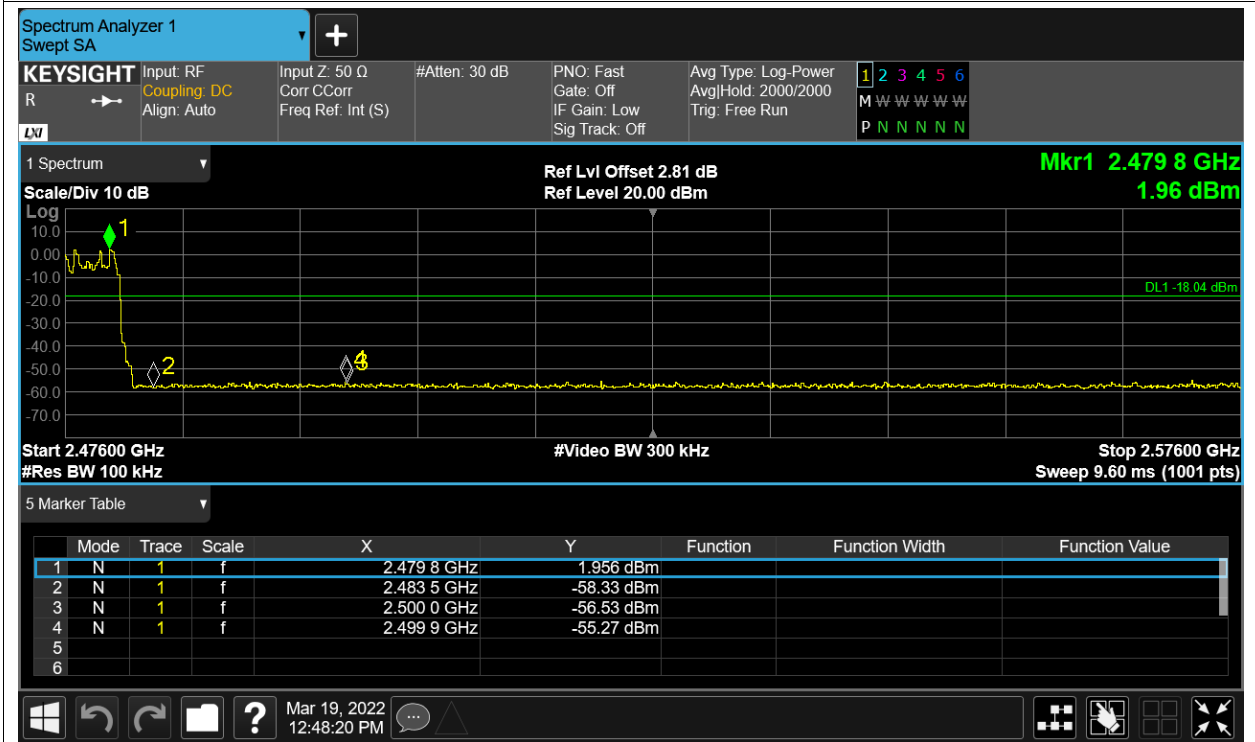 Spectrum Analyzer 1
Swept SA
+
KEYSIGHT Input: RF Input Z: 50 Ω #Atten: 30 dB PNO: Fast Avg Type: Log-Power 1 2 3 4 5 6
R Coupling: DC Corr CCorr Gate: Off Avg|Hold: 2000/2000 M W W W W W
Align: Auto Freq Ref: Int (S) IF Gain: Low Trig: Free Run
LXI Sig Track: Off P N N N N N
1 Spectrum Ref Lvl Offset 2.81 dB Mkr1 2.479 8 GHz
Scale/Div 10 dB Ref Level 20.00 dBm 1.96 dBm
Log
10.0 1
0.00
-10.0
DL1 -18.04 dBm
-20.0
-30.0
-40.0
-50.0 2 3
-60.0
-70.0
Start 2.47600 GHz #Video BW 300 kHz Stop 2.57600 GHz
#Res BW 100 kHz Sweep 9.60 ms (1001 pts)
5 Marker Table
Mode Trace Scale X Y Function Function Width Function Value
1 N 1 f 2.479 8 GHz 1.956 dBm
2 N 1 f 2.483 5 GHz -58.33 dBm
3 N 1 f 2.500 0 GHz -56.53 dBm
4 N 1 f 2.499 9 GHz -55.27 dBm
5
6
? Mar 19, 2022
12:48:20 PM